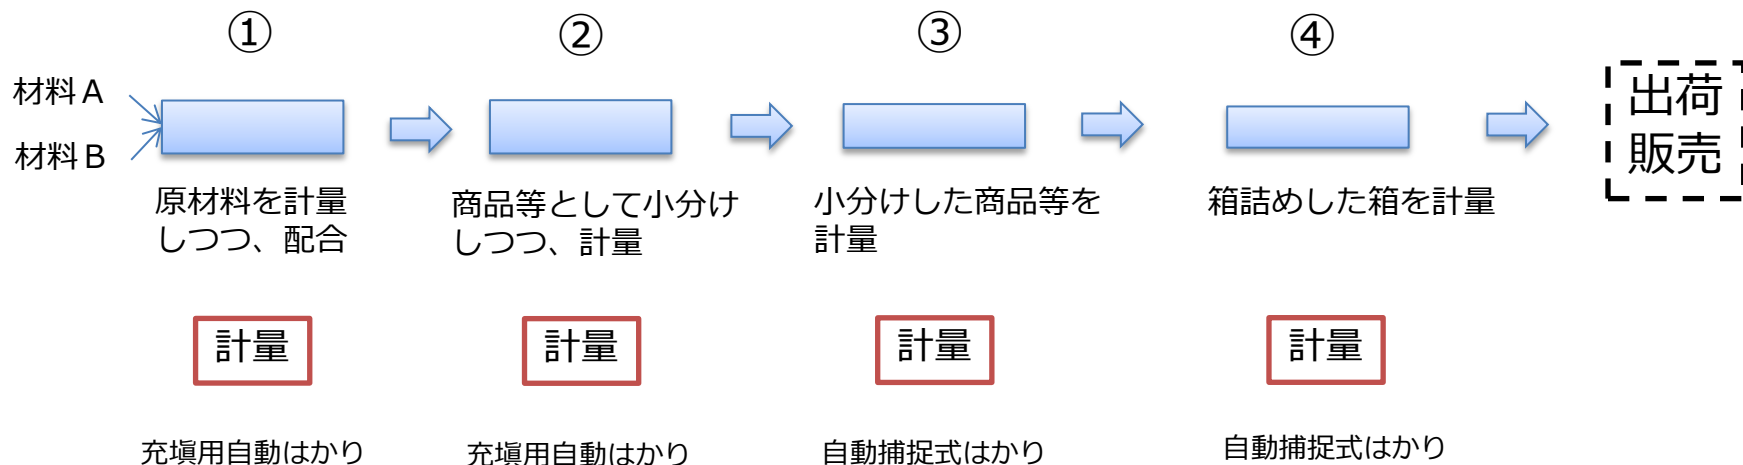 ① ② ③ ④
材料A
材料B
出荷
販売
原材料を計量
しつつ、配合
商品等として小分け
しつつ、計量
小分けした商品等を
計量
箱詰めした箱を計量
計量 計量 計量 計量
充塡用自動はかり 充塡用自動はかり 自動捕捉式はかり 自動捕捉式はかり